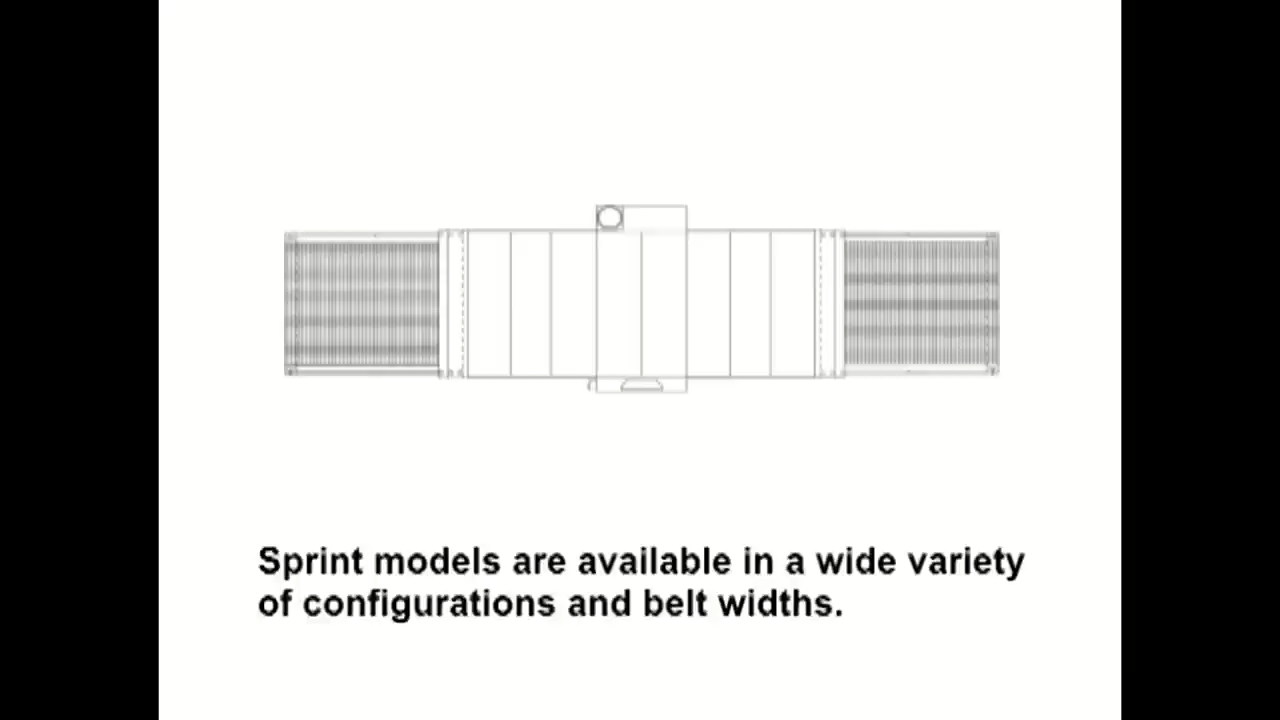 Sprint models are available in a wide variety
of configurations and belt widths.